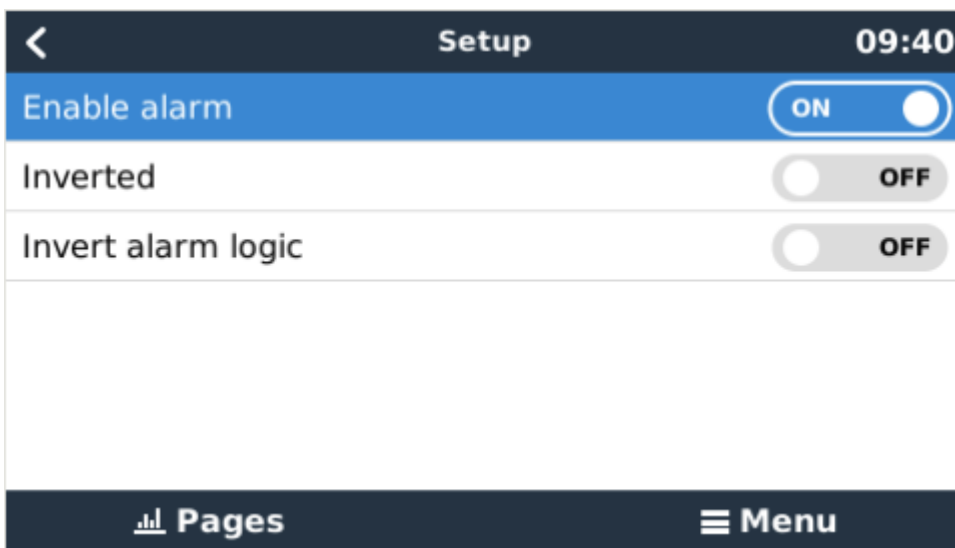 Setup 09:40
Enable alarm ON
Inverted OFF
Invert alarm logic OFF
Pages Menu